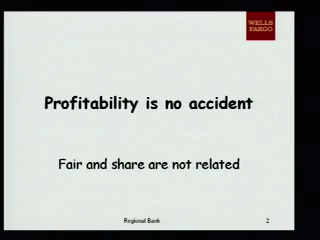 WELLS
FARGO
Profitability is no accident
Fair and share are not related
Regional Bank
2